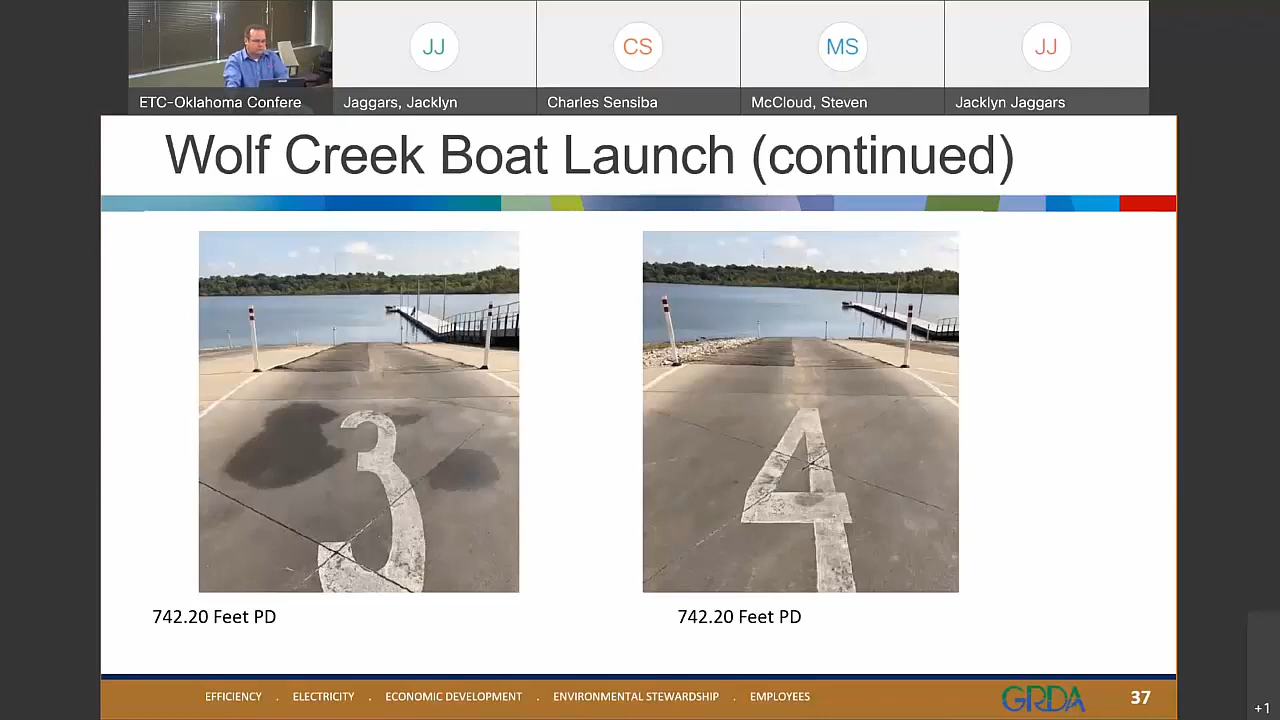 JJ
CS
MS
JJ
ETC-Oklahoma Confere
Jaggars, Jacklyn
Charles Sensiba
McCloud, Steven
Jacklyn Jaggars
Wolf Creek Boat Launch (continued)
3
4
742.20 Feet PD
742.20 Feet PD
EFFICIENCY . ELECTRICITY . ECONOMIC DEVELOPMENT . ENVIRONMENTAL STEWARDSHIP . EMPLOYEES
GRDA
37
+1